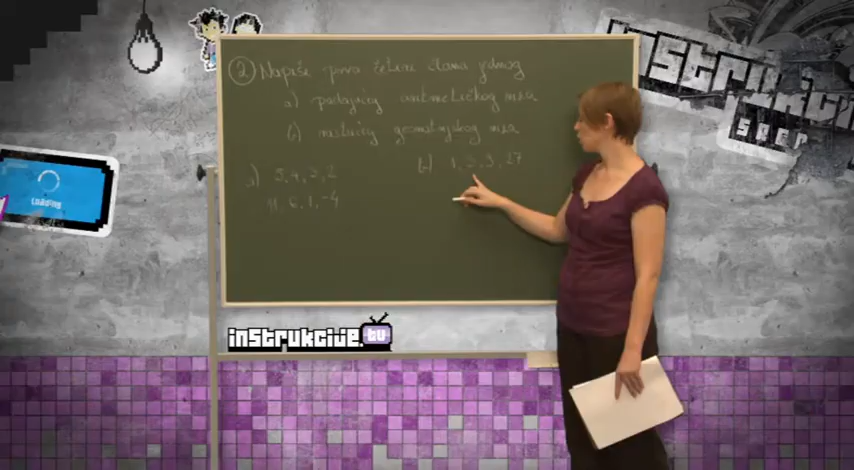 ② Napiši prva četiri člana jednog
a) padajućeg aritmetičkog niza
b) rastućeg geometrijskog niza
a) 5, 4, 3, 2
b) 1, 3, 9, 27
11, 6, 1, -4
Loading
instrukcije.tv